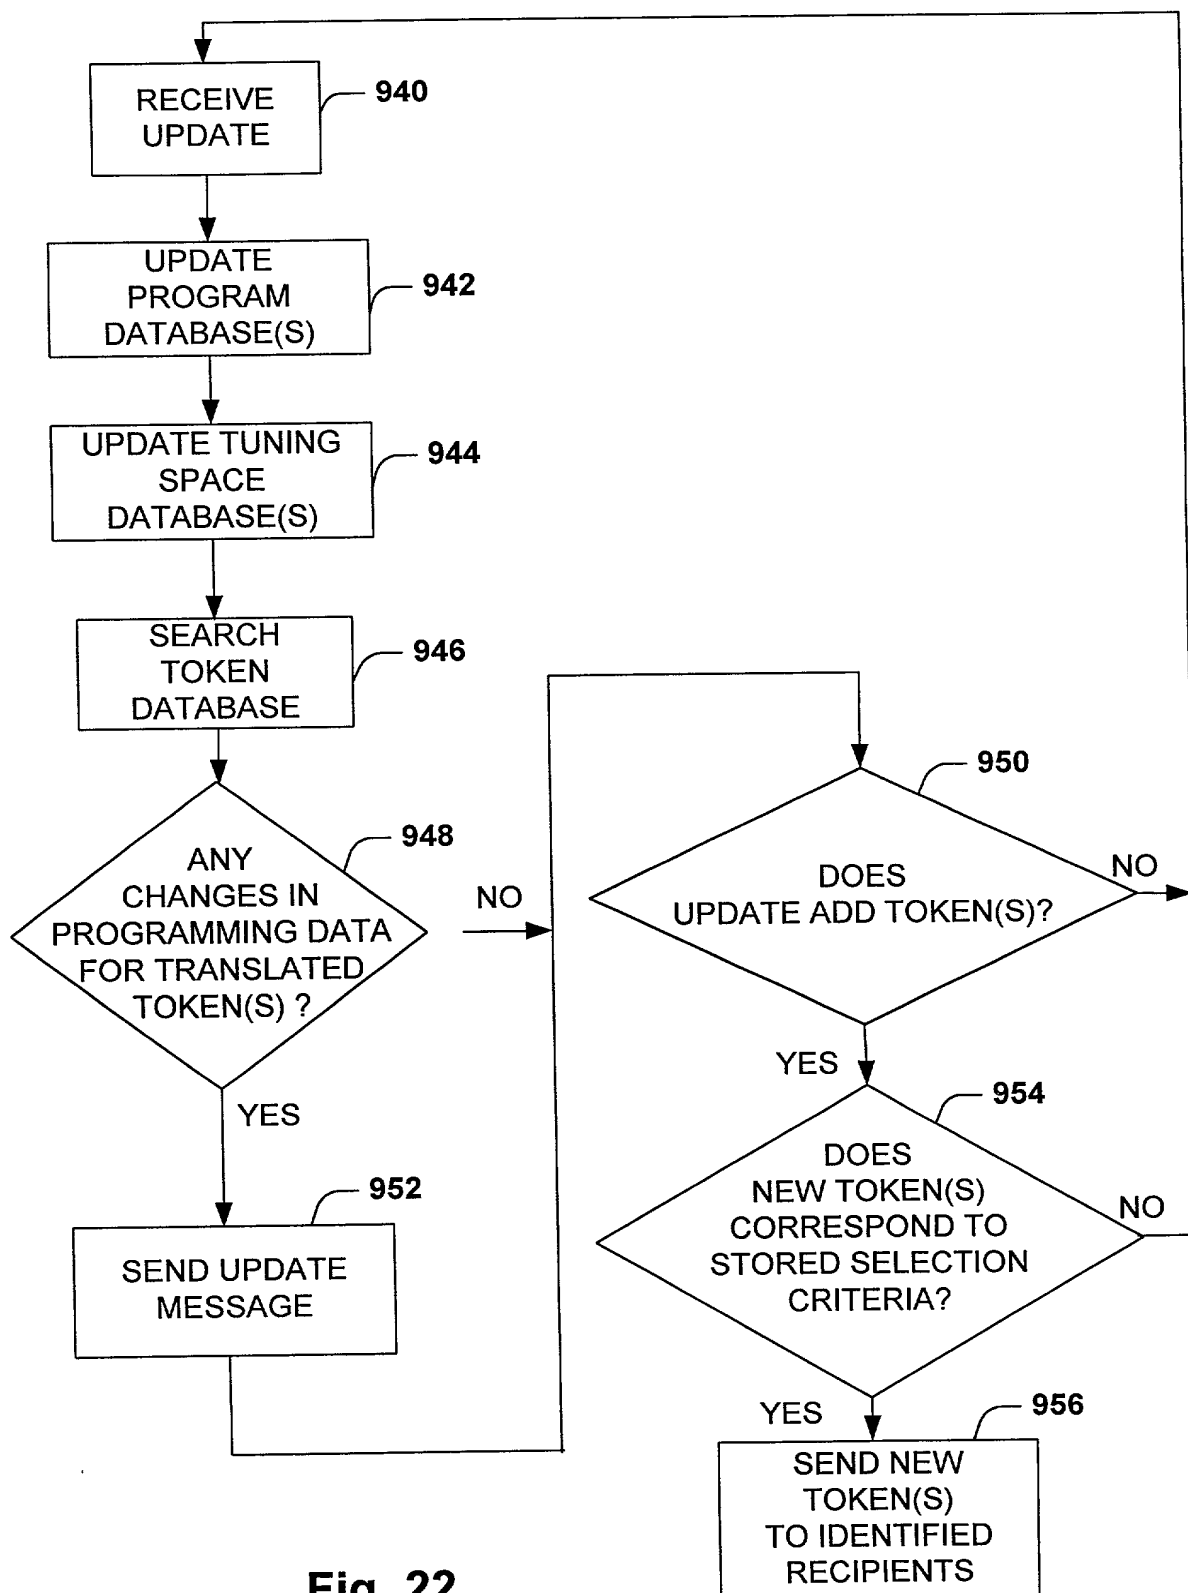 RECEIVE
UPDATE
940
UPDATE
PROGRAM
DATABASE(S)
942
UPDATE TUNING
SPACE
DATABASE(S)
944
SEARCH
TOKEN
DATABASE
946
ANY
CHANGES IN
PROGRAMMING DATA
FOR TRANSLATED
TOKEN(S) ?
948
NO
YES
SEND UPDATE
MESSAGE
952
DOES
UPDATE ADD TOKEN(S)?
950
NO
YES
DOES
NEW TOKEN(S)
CORRESPOND TO
STORED SELECTION
CRITERIA?
954
NO
YES
SEND NEW
TOKEN(S)
TO IDENTIFIED
RECIPIENTS
956
Fig. 22